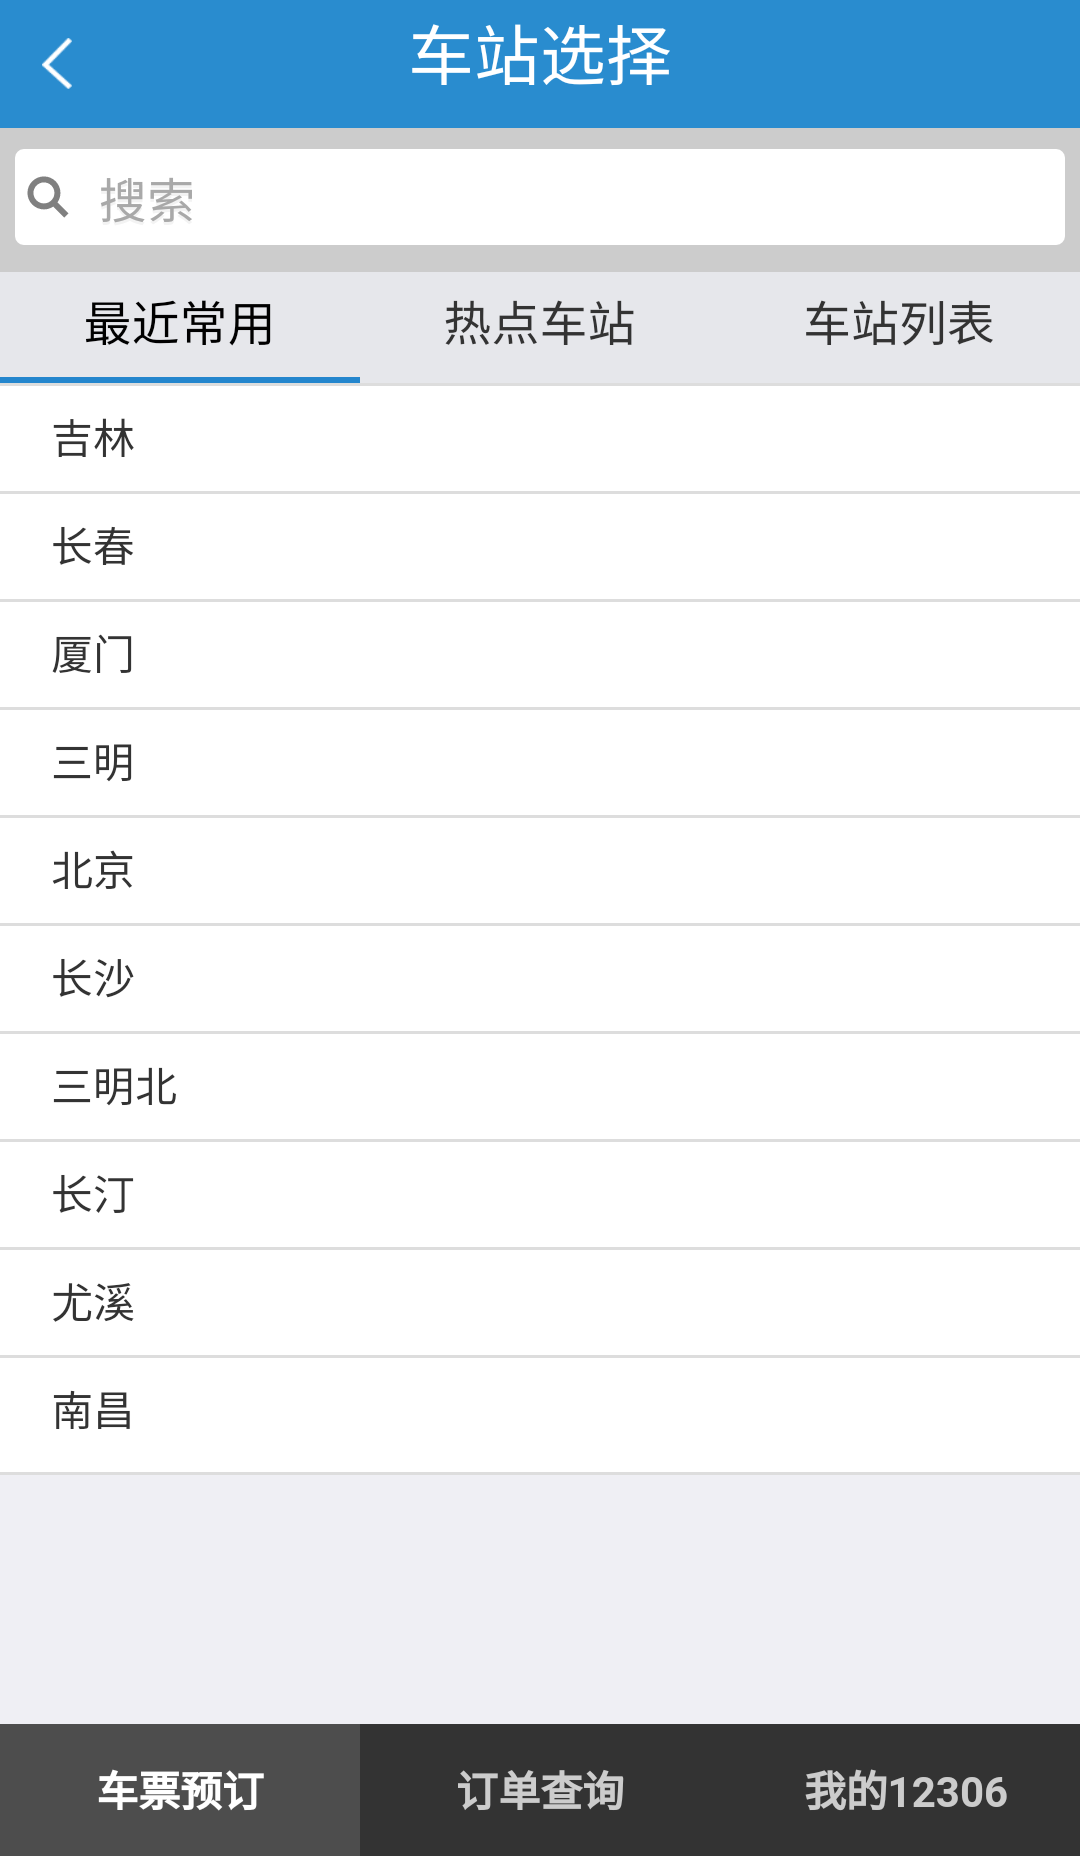 车站选择
搜索
最近常用 热点车站 车站列表
吉林
长春
厦门
三明
北京
长沙
三明北
长汀
尤溪
南昌
车票预订 订单查询 我的12306